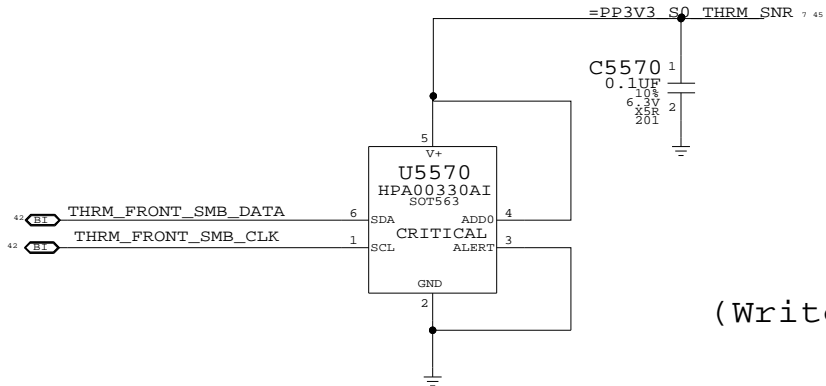 =PP3V3_S0_THRM_SNR 7 45
C5570 1
0.1UF
10%
6.3V 2
X5R
201
5
V+
U5570
HPA00330AI
SOT563
42 BI THRM_FRONT_SMB_DATA 6 SDA ADD0 4
CRITICAL
42 BI THRM_FRONT_SMB_CLK 1 SCL ALERT 3
GND
2
(Write